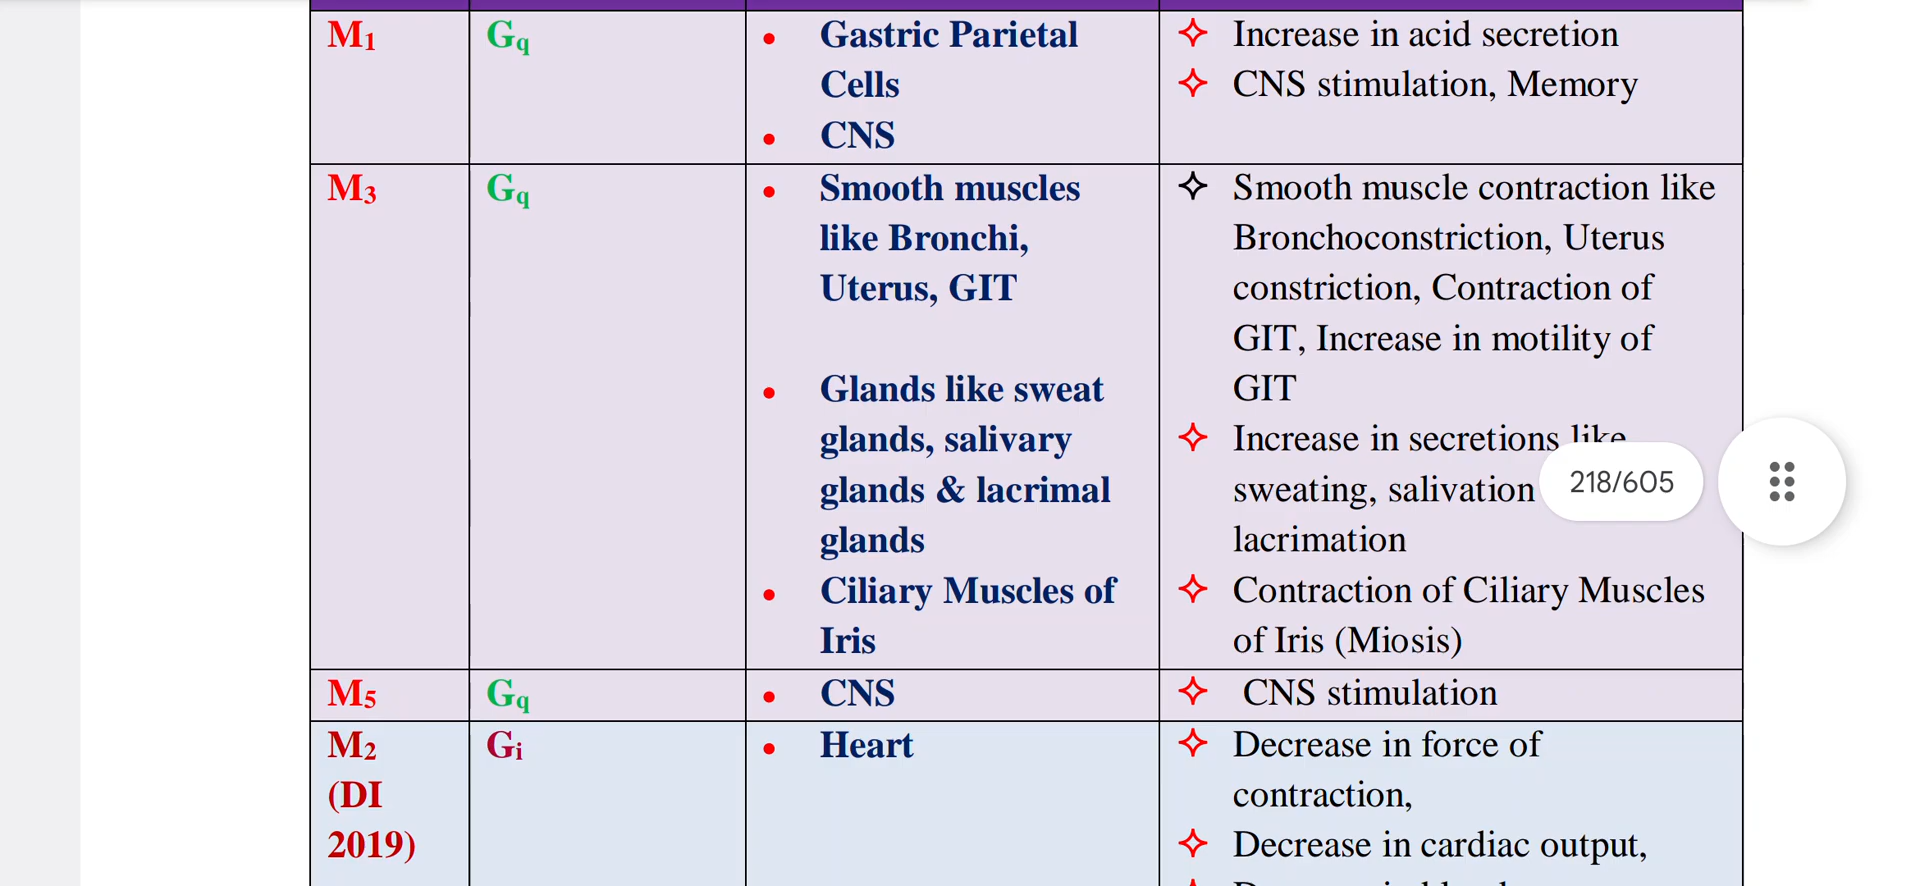 M₁
G_q
• Gastric Parietal
Cells
• CNS
✧ Increase in acid secretion
✧ CNS stimulation, Memory
M₃
G_q
• Smooth muscles
like Bronchi,
Uterus, GIT
• Glands like sweat
glands, salivary
glands & lacrimal
glands
• Ciliary Muscles of
Iris
✧ Smooth muscle contraction like
Bronchoconstriction, Uterus
constriction, Contraction of
GIT, Increase in motility of
GIT
✧ Increase in secretions like
sweating, salivation
lacrimation
✧ Contraction of Ciliary Muscles
of Iris (Miosis)
218/605
M₅
G_q
• CNS
✧ CNS stimulation
M₂
(DI
2019)
Gᵢ
• Heart
✧ Decrease in force of
contraction,
✧ Decrease in cardiac output,